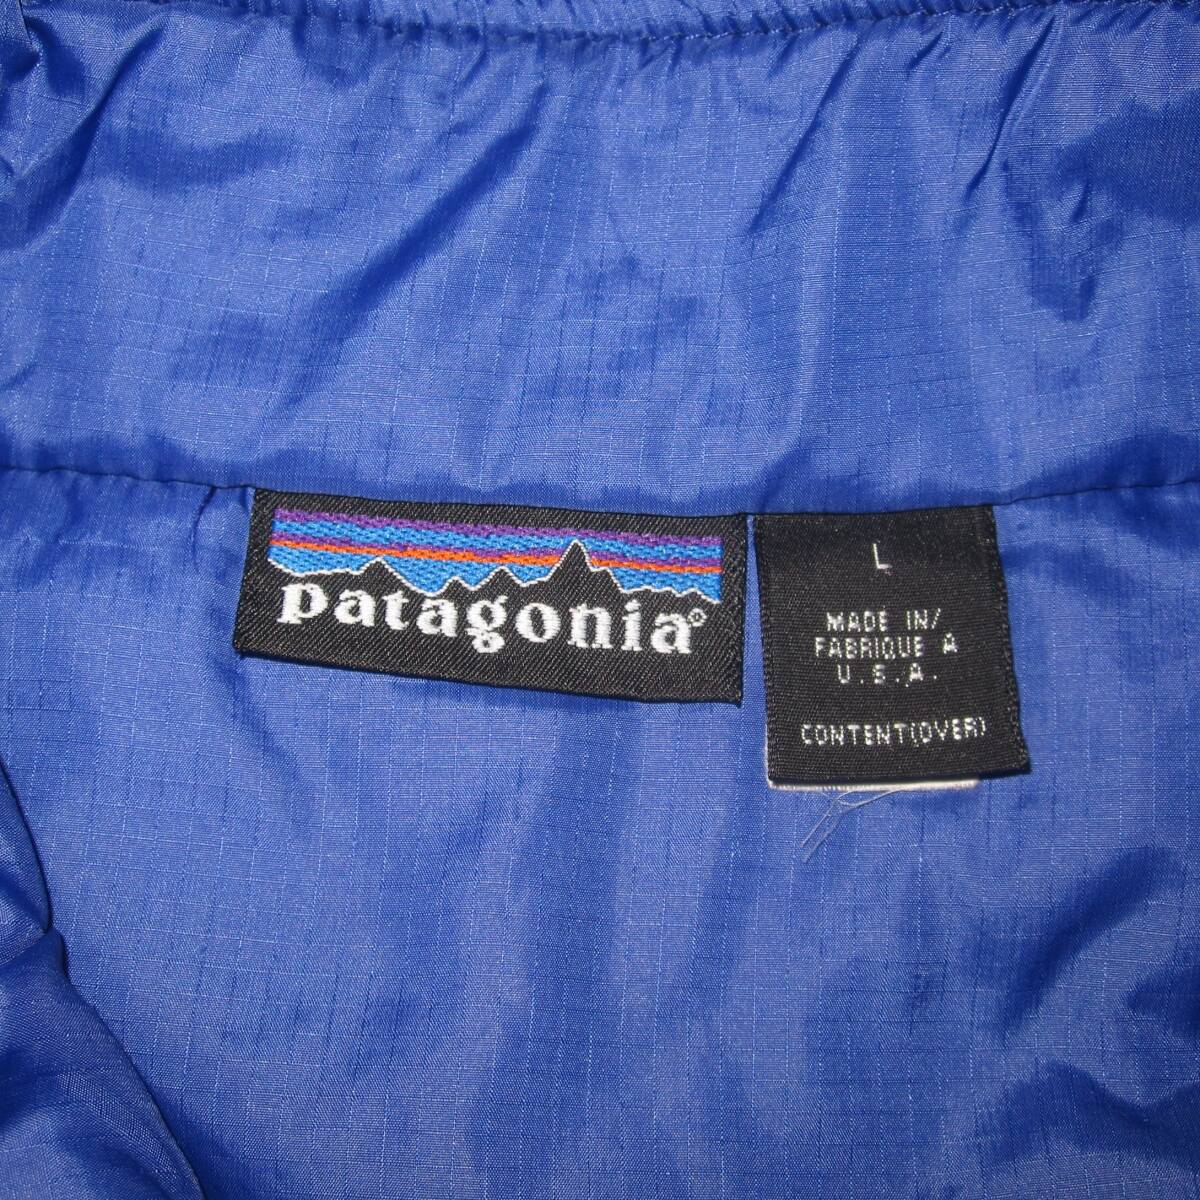 patagonia®
L
MADE IN/
FABRIQUE A
U.S.A.
CONTENT(OVER)